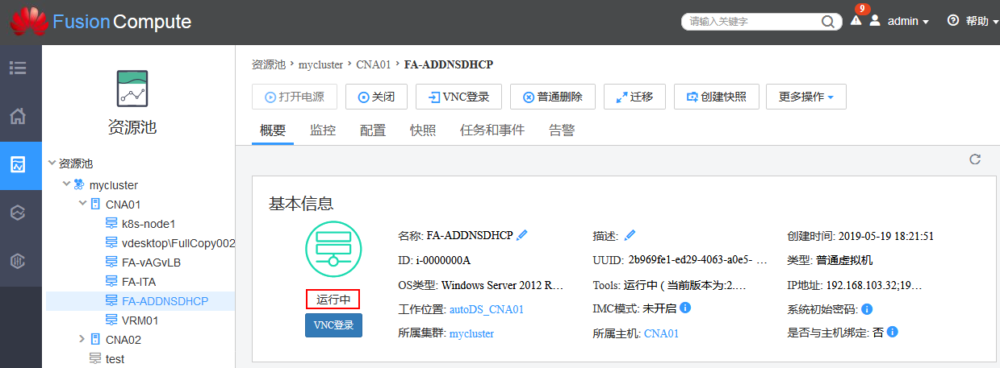 FusionCompute
请输入关键字
9
admin
帮助
资源池
资源池
mycluster
CNA01
k8s-node1
vdesktop\FullCopy002
FA-vAGvLB
FA-ITA
FA-ADDNSDHCP
VRM01
CNA02
test
资源池 > mycluster > CNA01 > FA-ADDNSDHCP
打开电源 关闭 VNC登录 普通删除 迁移 创建快照 更多操作
概要 监控 配置 快照 任务和事件 告警
基本信息
运行中
VNC登录
名称: FA-ADDNSDHCP 描述: 创建时间: 2019-05-19 18:21:51
ID: i-0000000A UUID: 2b969fe1-ed29-4063-a0e5- ... 类型: 普通虚拟机
OS类型: Windows Server 2012 R... Tools: 运行中 ( 当前版本为:2.... IP地址: 192.168.103.32;19...
工作位置: autoDS_CNA01 IMC模式: 未开启 系统初始密码:
所属集群: mycluster 所属主机: CNA01 是否与主机绑定: 否